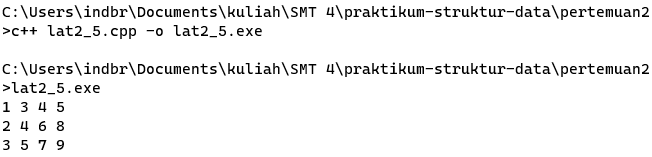 C:\Users\indbr\Documents\kuliah\SMT 4\praktikum-struktur-data\pertemuan2
>c++ lat2_5.cpp -o lat2_5.exe
C:\Users\indbr\Documents\kuliah\SMT 4\praktikum-struktur-data\pertemuan2
>lat2_5.exe
1 3 4 5
2 4 6 8
3 5 7 9